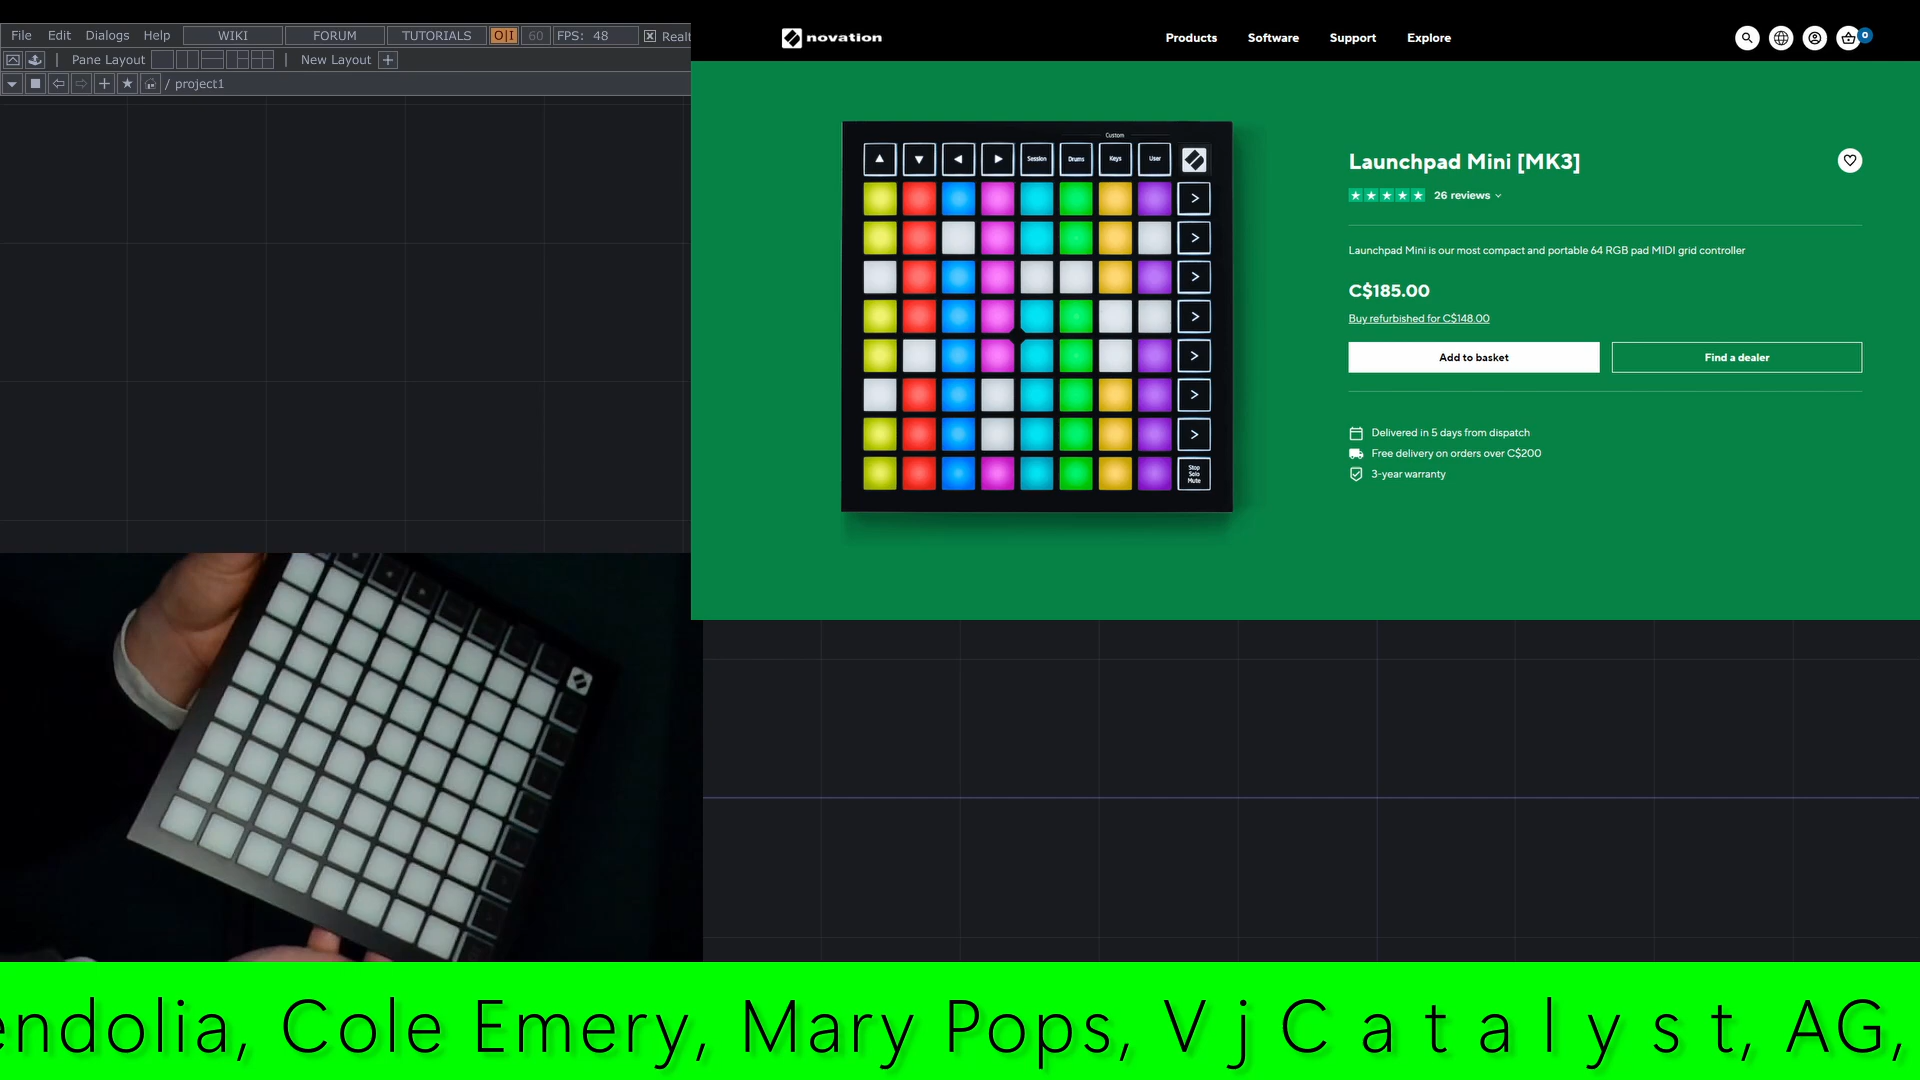 File Edit Dialogs Help WIKI FORUM TUTORIALS O|I 60 FPS: 48 Realt
Pane Layout New Layout
/ project1
novation
Products Software Support Explore
0
Custom
Session Drums Keys User
Stop
Solo
Mute
Launchpad Mini [MK3]
26 reviews
Launchpad Mini is our most compact and portable 64 RGB pad MIDI grid controller
C$185.00
Buy refurbished for C$148.00
Add to basket Find a dealer
Delivered in 5 days from dispatch
Free delivery on orders over C$200
3-year warranty
endolia, Cole Emery, Mary Pops, V j C a t a l y s t, AG,